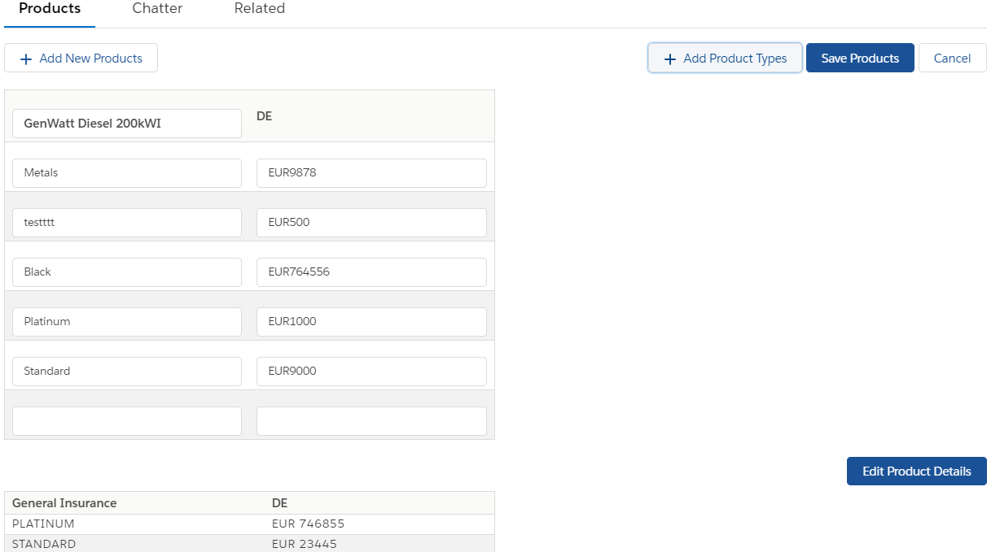 Products Chatter Related
+ Add New Products + Add Product Types Save Products Cancel
GenWatt Diesel 200kWI DE
Metals EUR9878
testttt EUR500
Black EUR764556
Platinum EUR1000
Standard EUR9000
Edit Product Details
General Insurance DE
PLATINUM EUR 746855
STANDARD EUR 23445